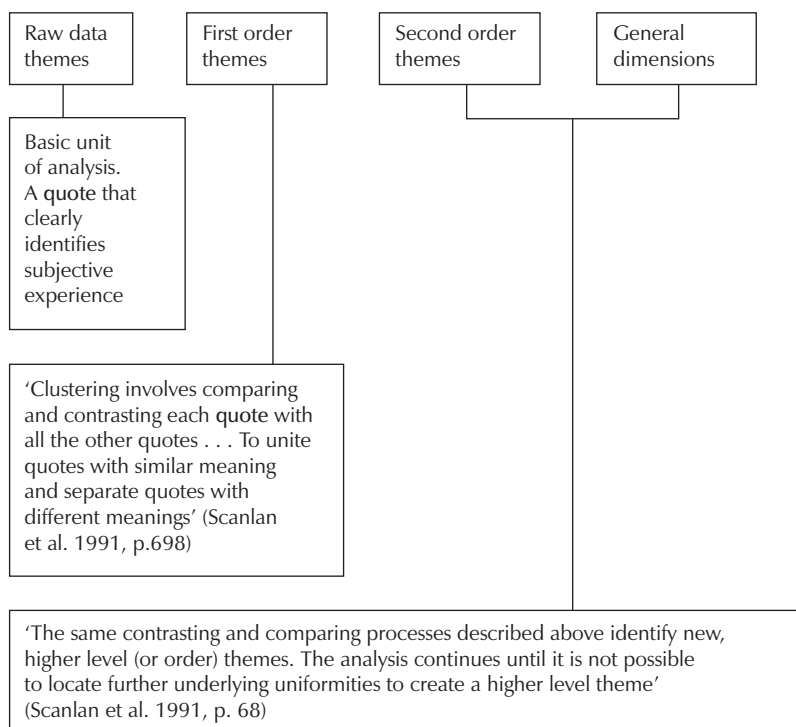 Raw data
themes
First order
themes
Second order
themes
General
dimensions
Basic unit
of analysis.
A quote that
clearly
identifies
subjective
experience
‘Clustering involves comparing
and contrasting each quote with
all the other quotes . . . To unite
quotes with similar meaning
and separate quotes with
different meanings’ (Scanlan
et al. 1991, p.698)
‘The same contrasting and comparing processes described above identify new,
higher level (or order) themes. The analysis continues until it is not possible
to locate further underlying uniformities to create a higher level theme’
(Scanlan et al. 1991, p. 68)